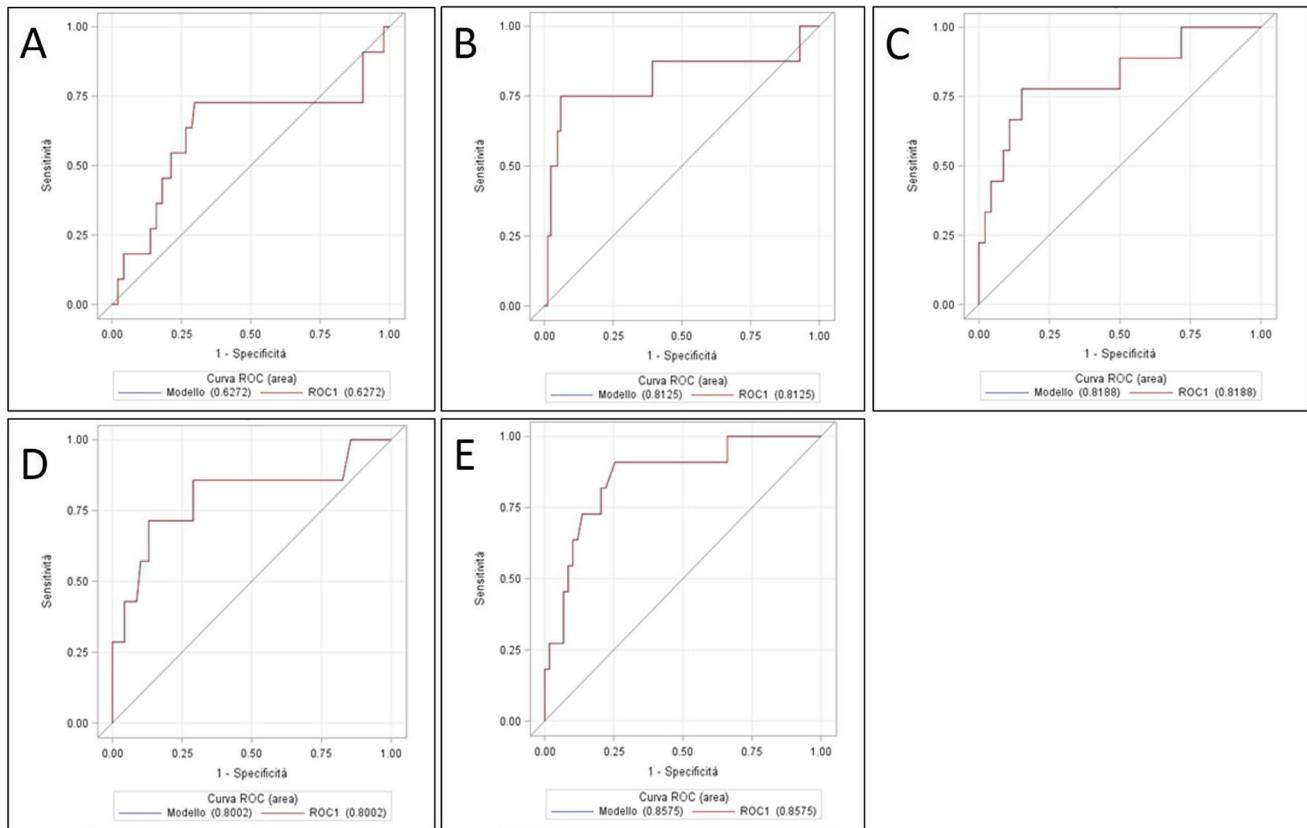 A
1.00
0.75
0.50
0.25
0.00
Sensitività
0.00 0.25 0.50 0.75 1.00
1 - Specificità
Curva ROC (area)
Modello (0.6272) ROC1 (0.6272)
B
1.00
0.75
0.50
0.25
0.00
Sensitività
0.00 0.25 0.50 0.75 1.00
1 - Specificità
Curva ROC (area)
Modello (0.8125) ROC1 (0.8125)
C
1.00
0.75
0.50
0.25
0.00
Sensitività
0.00 0.25 0.50 0.75 1.00
1 - Specificità
Curva ROC (area)
Modello (0.8188) ROC1 (0.8188)
D
1.00
0.75
0.50
0.25
0.00
Sensitività
0.00 0.25 0.50 0.75 1.00
1 - Specificità
Curva ROC (area)
Modello (0.8002) ROC1 (0.8002)
E
1.00
0.75
0.50
0.25
0.00
Sensitività
0.00 0.25 0.50 0.75 1.00
1 - Specificità
Curva ROC (area)
Modello (0.8575) ROC1 (0.8575)